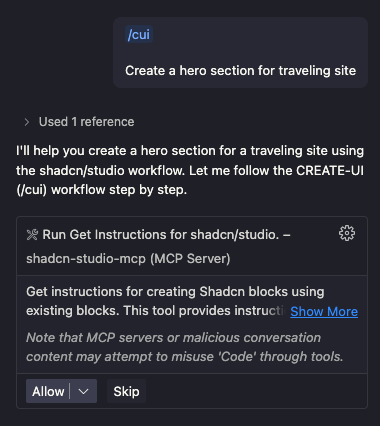 /cui
Create a hero section for traveling site
Used 1 reference
I'll help you create a hero section for a traveling site using
the shadcn/studio workflow. Let me follow the CREATE-UI
(/cui) workflow step by step.
Run Get Instructions for shadcn/studio. –
shadcn-studio-mcp (MCP Server)
Get instructions for creating Shadcn blocks using
existing blocks. This tool provides instructi Show More
Note that MCP servers or malicious conversation
content may attempt to misuse 'Code' through tools.
Allow Skip